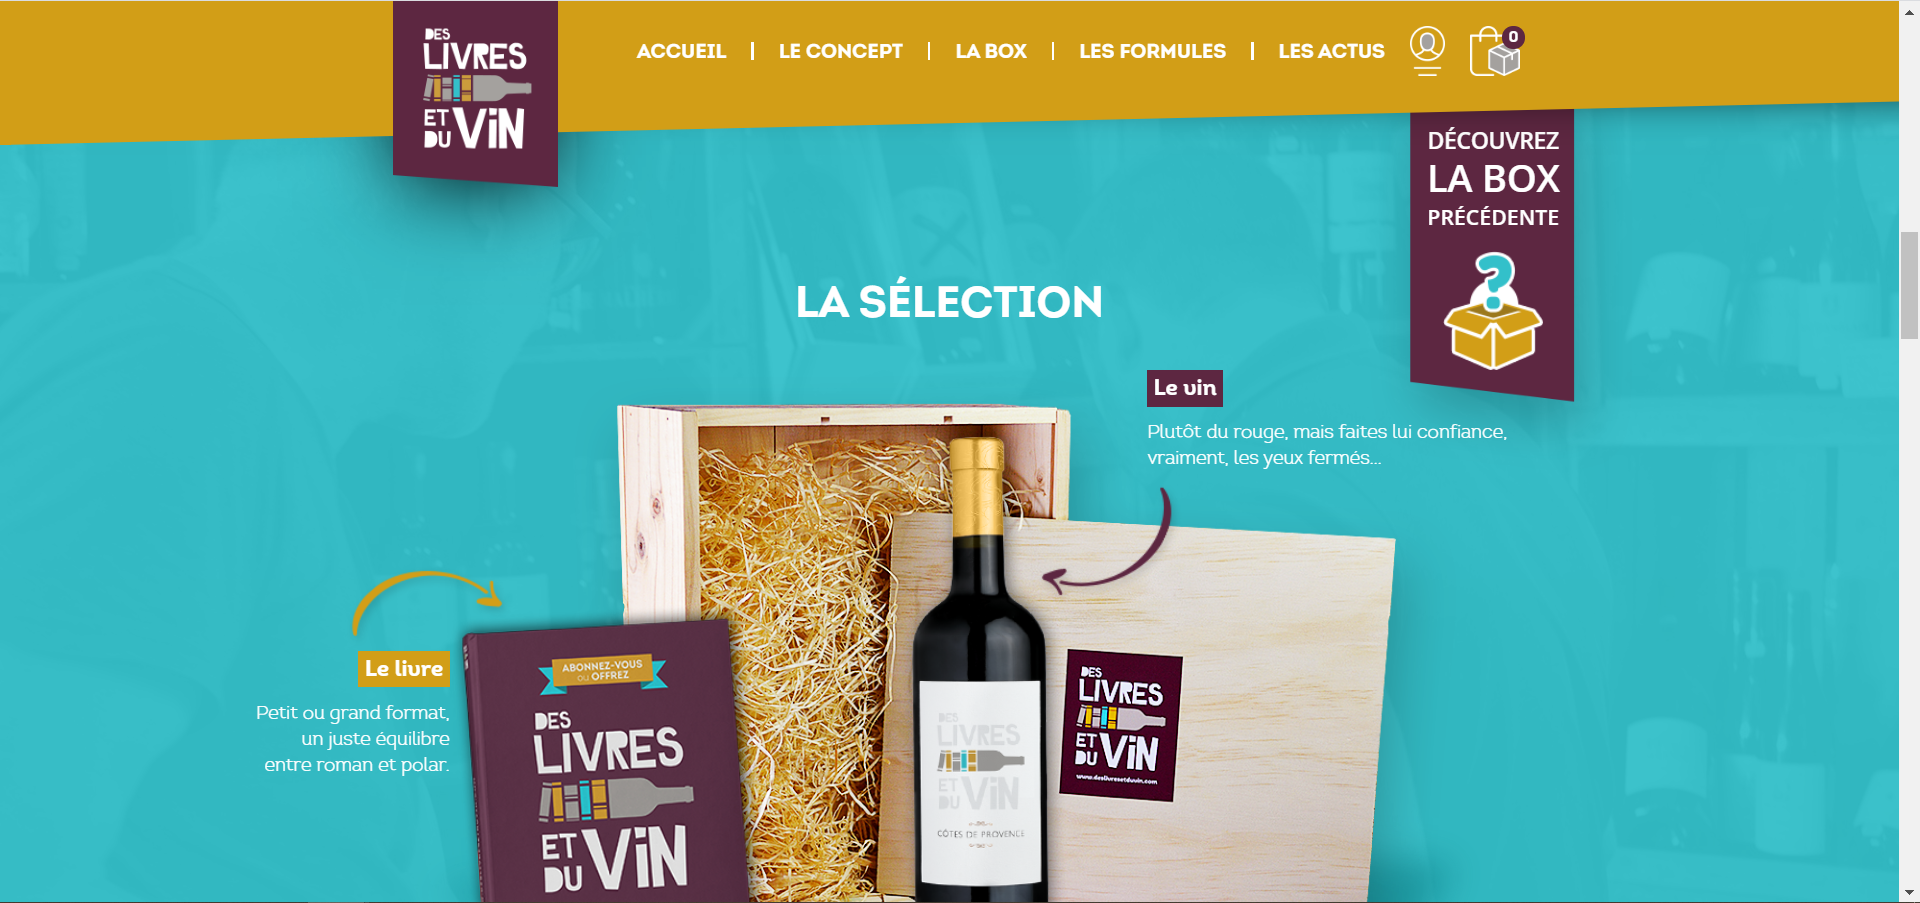 DES
LIVRES
ET
DU
ViN
ACCUEIL
LE CONCEPT
LA BOX
LES FORMULES
LES ACTUS
0
DÉCOUVREZ
LA BOX
PRÉCÉDENTE
?
LA SÉLECTION
Le vin
Plutôt du rouge, mais faites lui confiance,
vraiment, les yeux fermés...
Le livre
Petit ou grand format,
un juste équilibre
entre roman et polar.
ABONNEZ-VOUS
OU OFFREZ
DES
LIVRES
ET
DU
ViN
DES
LIVRES
ET
DU
ViN
CÔTES DE PROVENCE
DES
LIVRES
ET
DU
ViN
www.deslivresetduvin.com